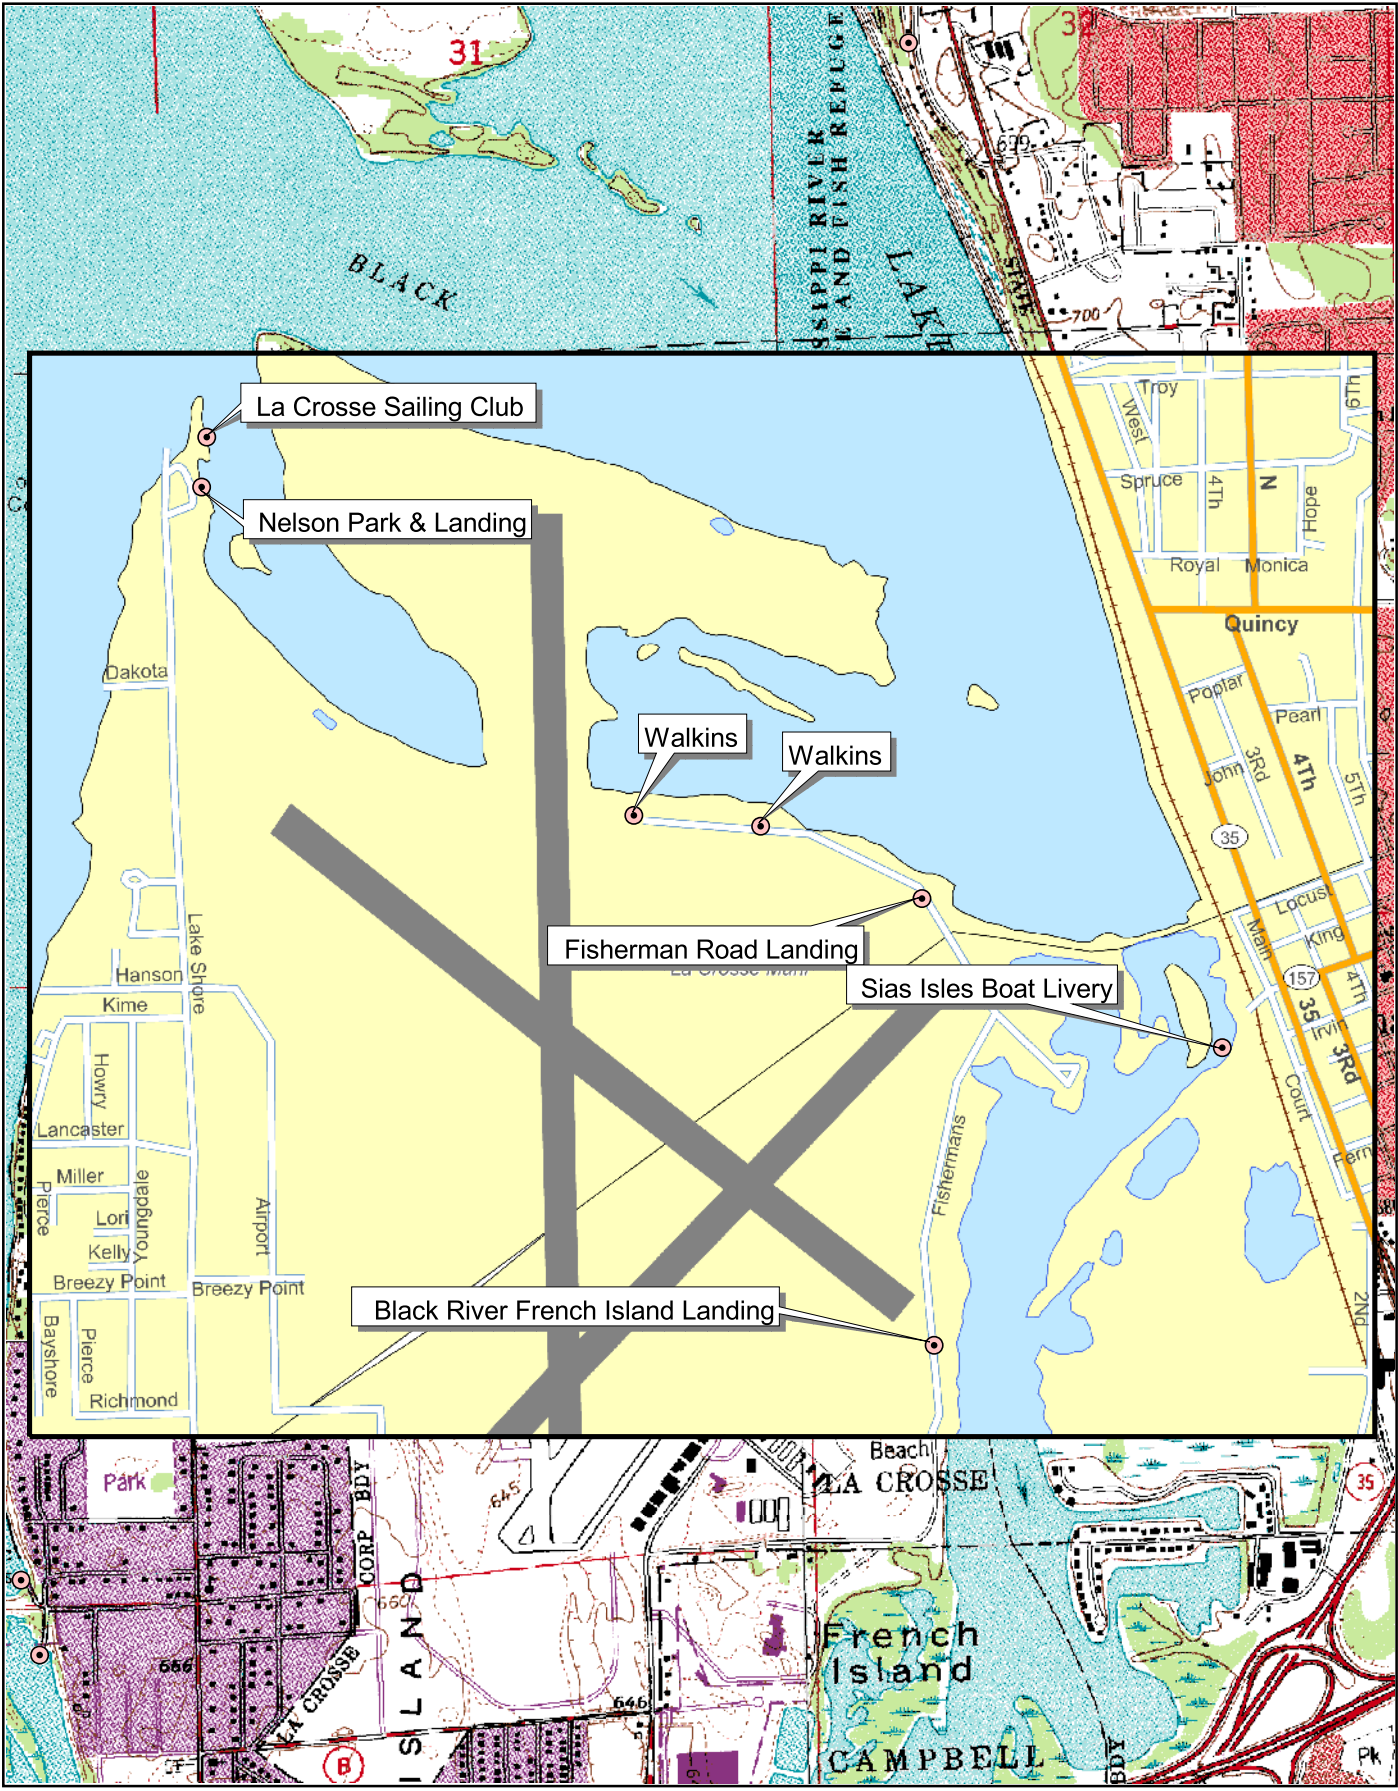 31
32
SSIPPI RIVER
E AND FISH REFUGE
699
BLACK
LAKE
STATE
700
La Crosse Sailing Club
Nelson Park & Landing
Troy
West
6Th
Spruce
4Th
N
Hope
Royal
Monica
Quincy
Dakota
Poplar
Pearl
Walkins
Walkins
John
3Rd
4Th
5Th
35
Locust
Main
King
Lake Shore
Fisherman Road Landing
Sias Isles Boat Livery
157
4Th
35
Irvin
3Rd
Hanson
Kime
Howry
Court
Lancaster
Fishermans
Fern
Miller
Pierce
Lori
Youngdale
Kelly
Airport
Breezy Point
Breezy Point
Black River French Island Landing
2Nd
Bayshore
Pierce
Richmond
Beach
LA CROSSE
35
Park
CORP BDY
645
660
French
Island
666
LA CROSSE
646
ISLAND
B
CAMPBELL
BDY
Pk